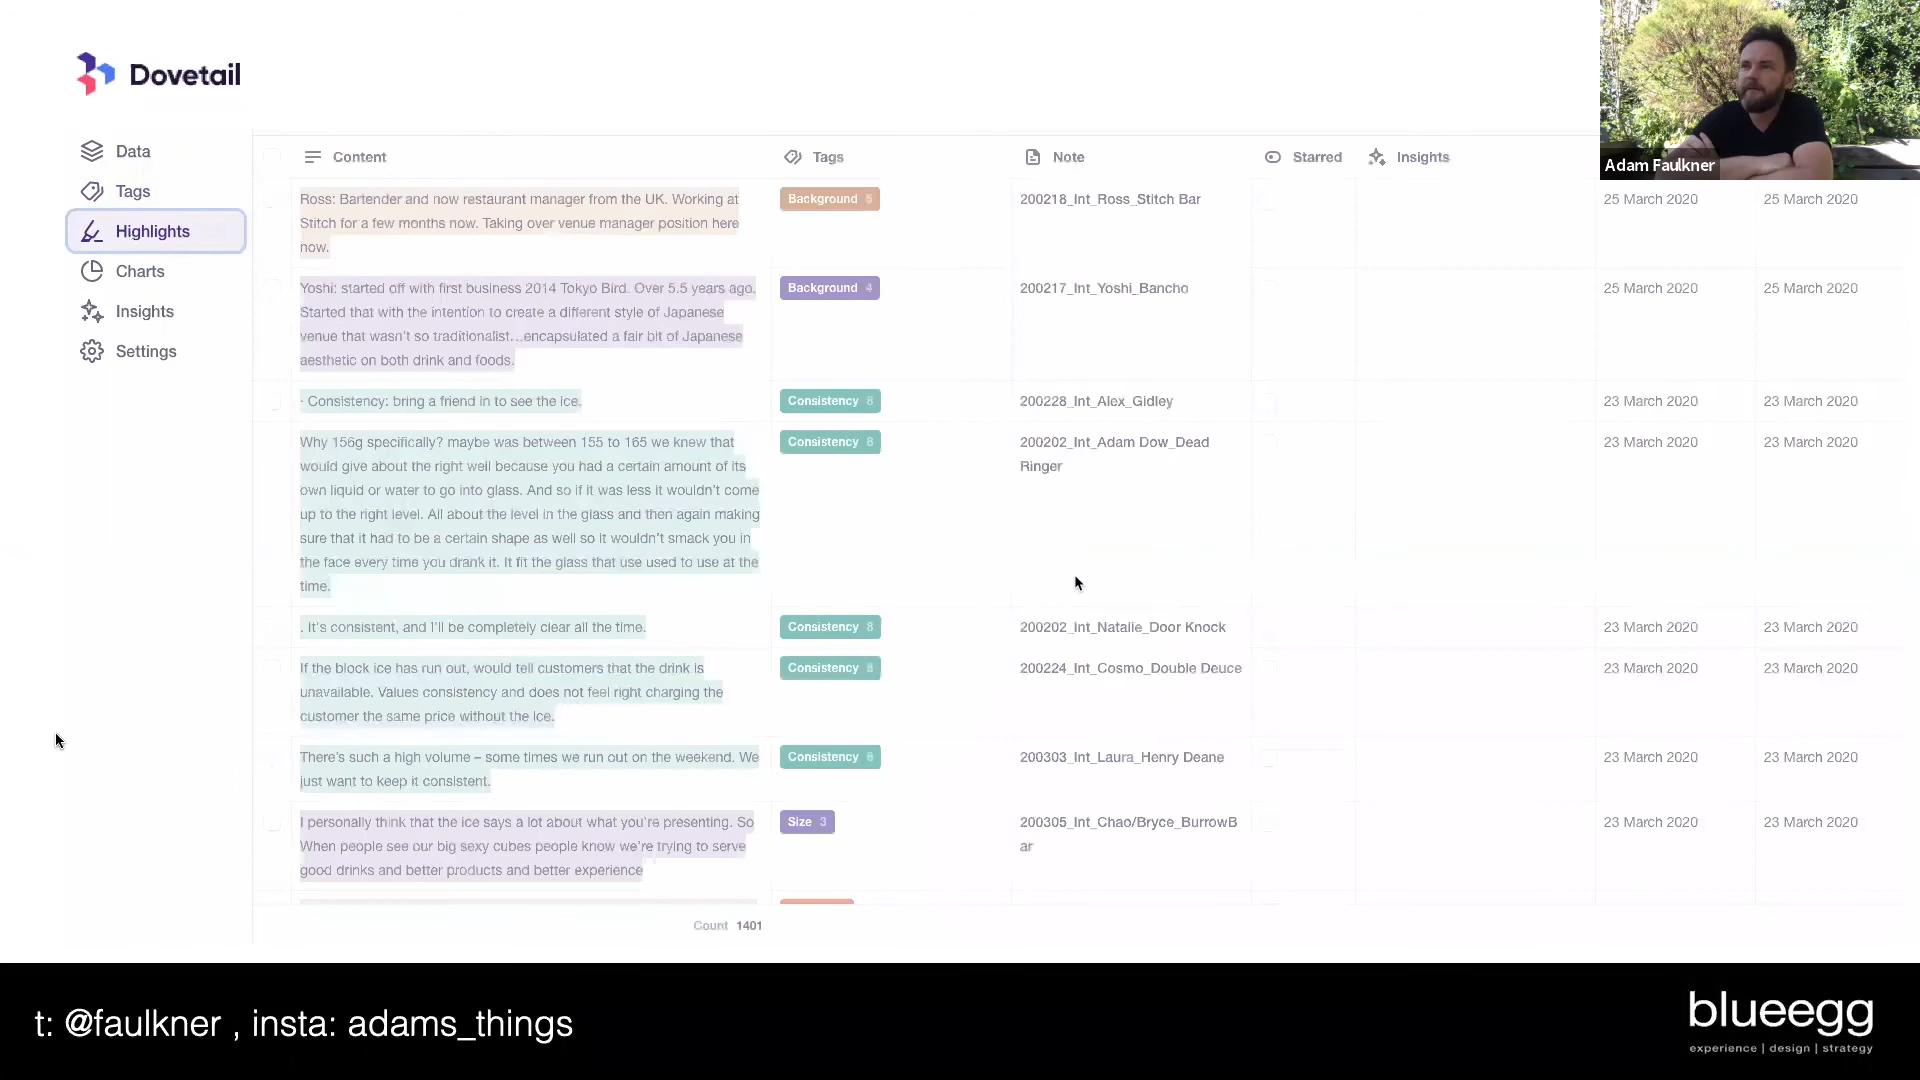 Dovetail
Adam Faulkner
Data
Tags
Highlights
Charts
Insights
Settings
Content Tags Note Starred Insights
Ross: Bartender and now restaurant manager from the UK. Working at
Stitch for a few months now. Taking over venue manager position here
now.
Background 5
200218_Int_Ross_Stitch Bar
25 March 2020 25 March 2020
Yoshi: started off with first business 2014 Tokyo Bird. Over 5.5 years ago.
Started that with the intention to create a different style of Japanese
venue that wasn't so traditionalist...encapsulated a fair bit of Japanese
aesthetic on both drink and foods.
Background 4
200217_Int_Yoshi_Bancho
25 March 2020 25 March 2020
- Consistency: bring a friend in to see the ice.
Consistency 8
200228_Int_Alex_Gidley
23 March 2020 23 March 2020
Why 156g specifically? maybe was between 155 to 165 we knew that
would give about the right well because you had a certain amount of its
own liquid or water to go into glass. And so if it was less it wouldn't come
up to the right level. All about the level in the glass and then again making
sure that it had to be a certain shape as well so it wouldn't smack you in
the face every time you drank it. It fit the glass that use used to use at the
time.
Consistency 8
200202_Int_Adam Dow_Dead
Ringer
23 March 2020 23 March 2020
. It's consistent, and I'll be completely clear all the time.
Consistency 8
200202_Int_Natalie_Door Knock
23 March 2020 23 March 2020
If the block ice has run out, would tell customers that the drink is
unavailable. Values consistency and does not feel right charging the
customer the same price without the ice.
Consistency 8
200224_Int_Cosmo_Double Deuce
23 March 2020 23 March 2020
There's such a high volume – some times we run out on the weekend. We
just want to keep it consistent.
Consistency 8
200303_Int_Laura_Henry Deane
23 March 2020 23 March 2020
I personally think that the ice says a lot about what you're presenting. So
When people see our big sexy cubes people know we're trying to serve
good drinks and better products and better experience
Size 3
200305_Int_Chao/Bryce_BurrowB
ar
23 March 2020 23 March 2020
Count 1401
t: @faulkner , insta: adams_things
blueegg
experience | design | strategy